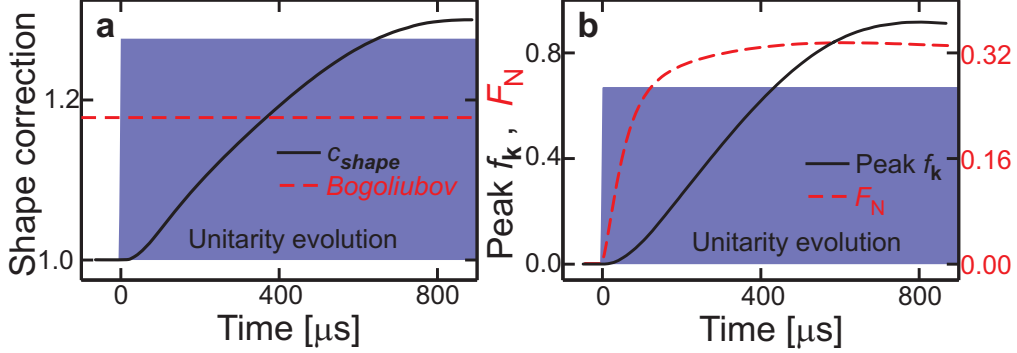 a
Shape correction
1.2
1.0
c_shape
Bogoliubov
Unitarity evolution
0
400
800
Time [μs]
b
Peak f_k , F_N
0.8
0.4
0.0
0.32
0.16
0.00
Peak f_k
F_N
Unitarity evolution
0
400
800
Time [μs]